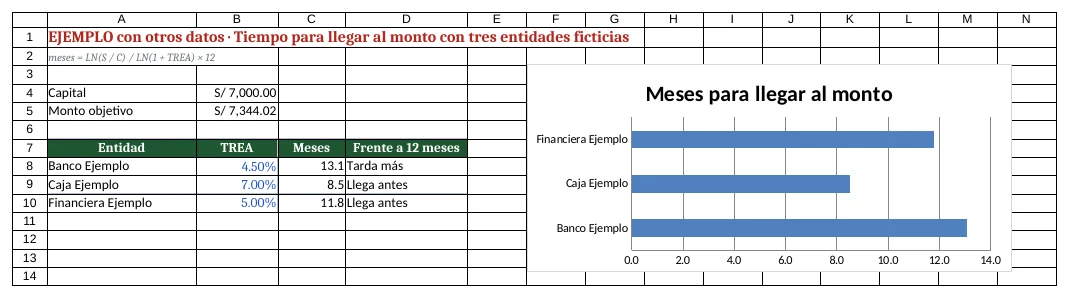 A B C D E F G H I J K L M N
1 EJEMPLO con otros datos · Tiempo para llegar al monto con tres entidades ficticias
2 meses = LN(S / C) / LN(1 + TREA) × 12
3
4 Capital S/ 7,000.00
5 Monto objetivo S/ 7,344.02
6
7 Entidad TREA Meses Frente a 12 meses
8 Banco Ejemplo 4.50% 13.1 Tarda más
9 Caja Ejemplo 7.00% 8.5 Llega antes
10 Financiera Ejemplo 5.00% 11.8 Llega antes
11
12
13
14
Meses para llegar al monto
Financiera Ejemplo
Caja Ejemplo
Banco Ejemplo
0.0 2.0 4.0 6.0 8.0 10.0 12.0 14.0